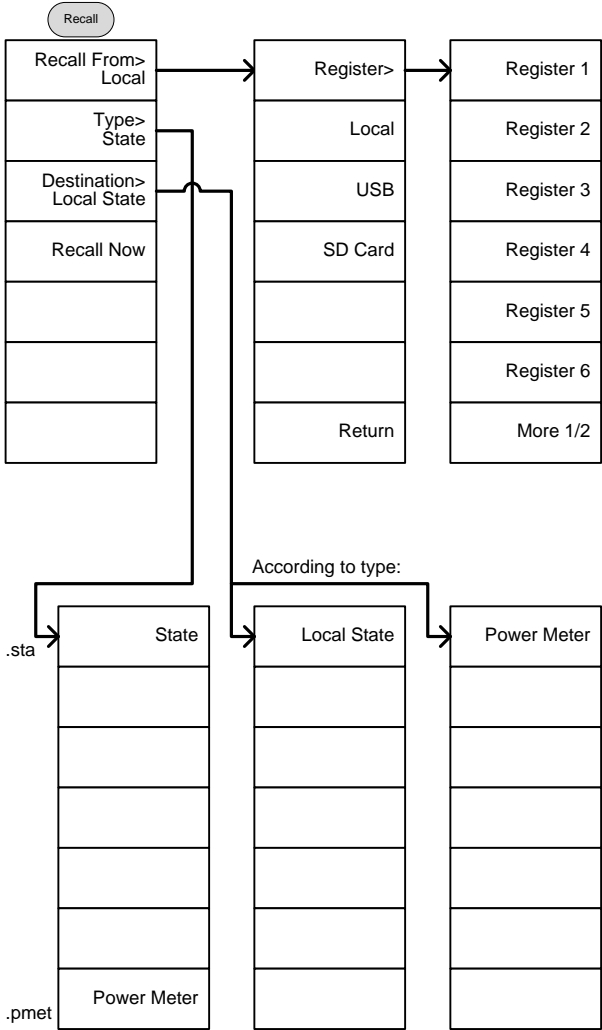 Recall
Recall From>
Local
Type>
State
Destination>
Local State
Recall Now
Register>
Local
USB
SD Card
Return
Register 1
Register 2
Register 3
Register 4
Register 5
Register 6
More 1/2
According to type:
.sta
State
Power Meter
.pmet
Local State
Power Meter